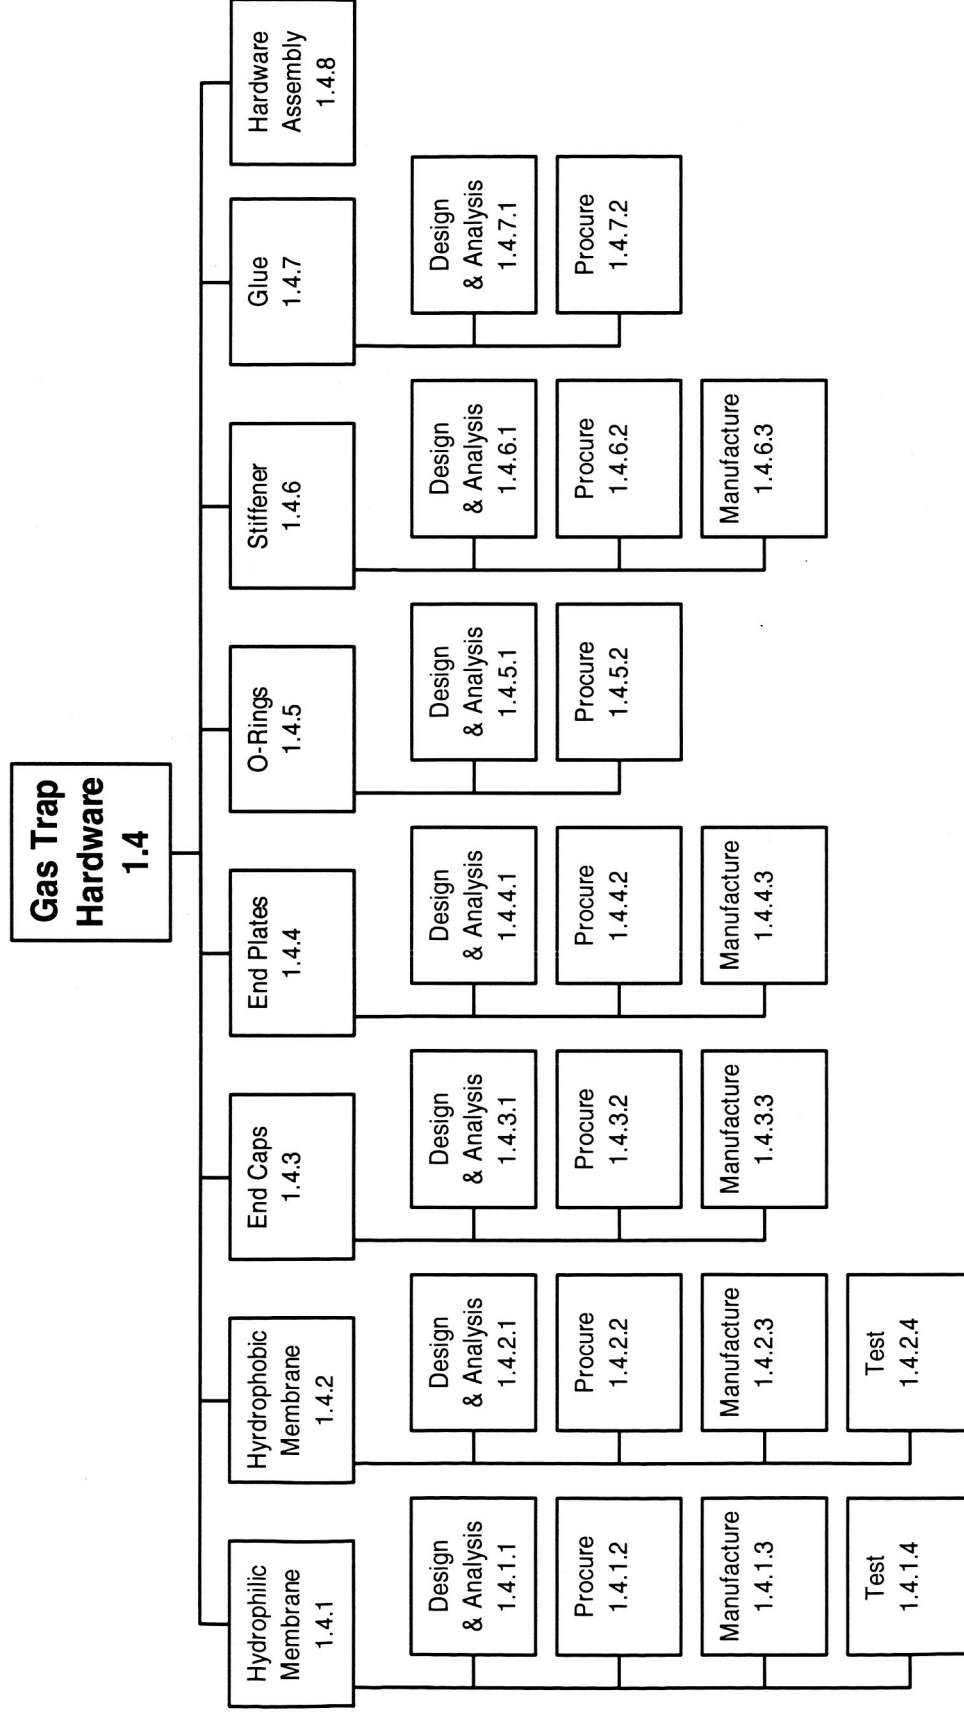 Gas Trap
Hardware
1.4
Hydrophilic
Membrane
1.4.1
Design
& Analysis
1.4.1.1
Procure
1.4.1.2
Manufacture
1.4.1.3
Test
1.4.1.4
Hyrdrophobic
Membrane
1.4.2
Design
& Analysis
1.4.2.1
Procure
1.4.2.2
Manufacture
1.4.2.3
Test
1.4.2.4
End Caps
1.4.3
Design
& Analysis
1.4.3.1
Procure
1.4.3.2
Manufacture
1.4.3.3
End Plates
1.4.4
Design
& Analysis
1.4.4.1
Procure
1.4.4.2
Manufacture
1.4.4.3
O-Rings
1.4.5
Design
& Analysis
1.4.5.1
Procure
1.4.5.2
Stiffener
1.4.6
Design
& Analysis
1.4.6.1
Procure
1.4.6.2
Manufacture
1.4.6.3
Glue
1.4.7
Design
& Analysis
1.4.7.1
Procure
1.4.7.2
Hardware
Assembly
1.4.8